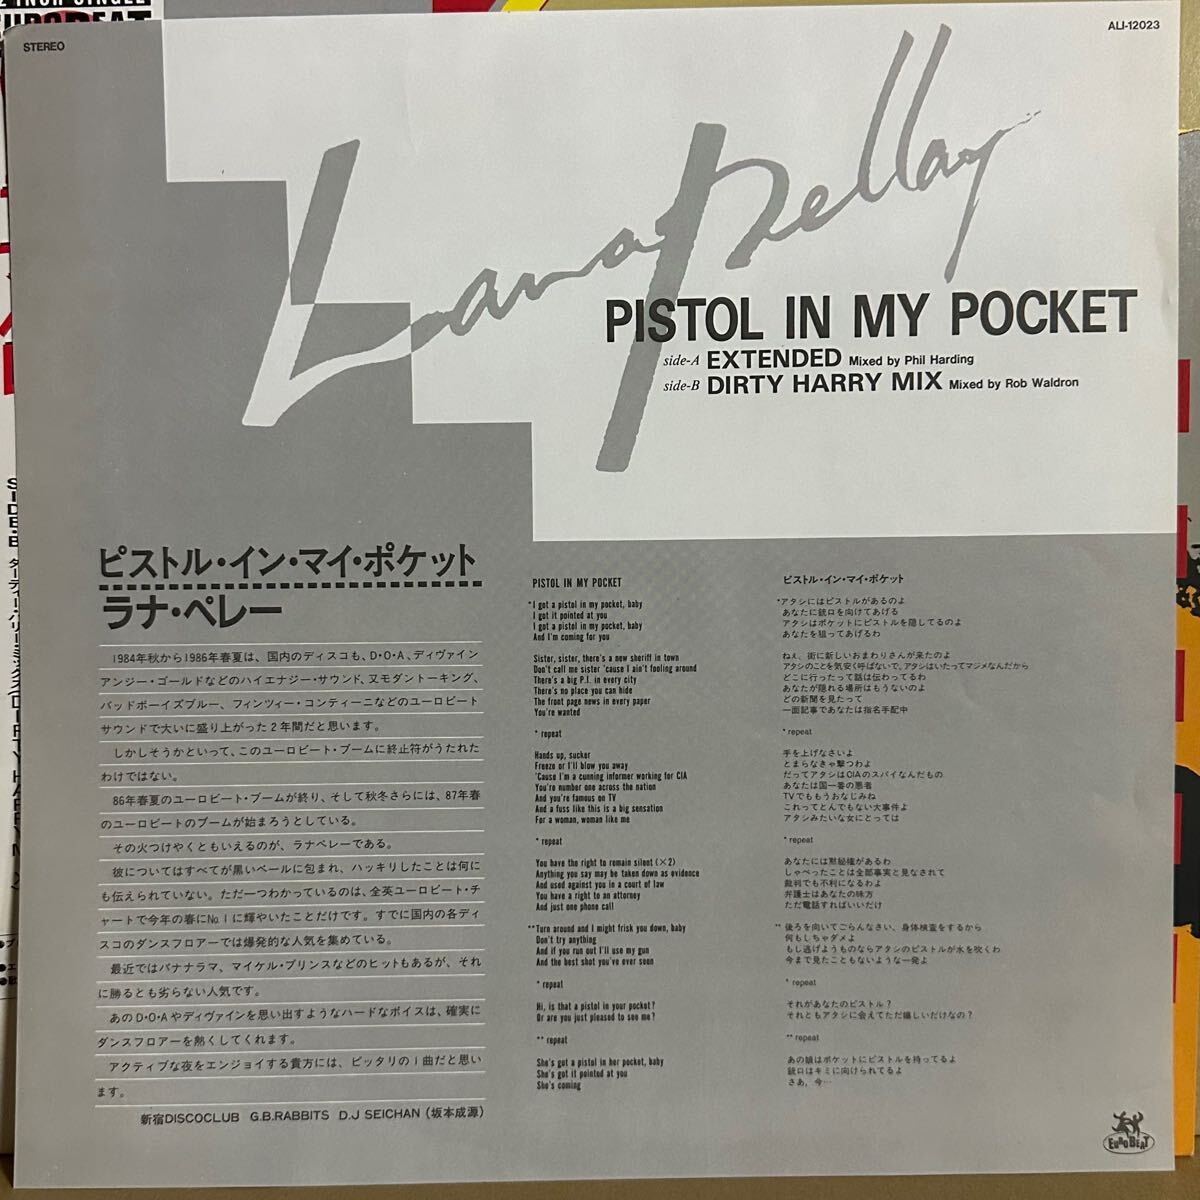 2 INCH SINGLE
EUROBEAT
STEREO
ALI-12023
Lana Pellay
PISTOL IN MY POCKET
side-A EXTENDED Mixed by Phil Harding
side-B DIRTY HARRY MIX Mixed by Rob Waldron
ピストル・イン・マイ・ポケット
ラナ・ペレー
1984年秋から1986年春夏は、国内のディスコも、D・O・A、ディヴァイン
アンジー・ゴールドなどのハイエナジー・サウンド、又モダントーキング、
バッドボーイズブルー、フィンツィー・コンティーニなどのユーロビート
サウンドで大いに盛り上がった2年間だと思います。
しかしそうかといって、このユーロビート・ブームに終止符がうたれた
わけではない。
86年春夏のユーロビート・ブームが終り、そして秋冬さらには、87年春
のユーロビートのブームが始まろうとしている。
その火つけやくともいえるのが、ラナペレーである。
彼についてはすべてが黒いベールに包まれ、ハッキリしたことは何に
も伝えられていない。ただ一つわかっているのは、全英ユーロビート・チ
ャートで今年の春にNo.1に輝やいたことだけです。すでに国内の各ディ
スコのダンスフロアーでは爆発的な人気を集めている。
最近ではバナナラマ、マイケル・プリンスなどのヒットもあるが、それ
に勝るとも劣らない人気です。
あのD・O・Aやディヴァインを思い出すようなハードなボイスは、確実に
ダンスフロアーを熱くしてくれます。
アクティブな夜をエンジョイする貴方には、ピッタリの1曲だと思い
ます。
新宿DISCOCLUB G.B.RABBITS D.J SEICHAN (坂本成源)
PISTOL IN MY POCKET
*I got a pistol in my pocket, baby
I got it pointed at you
I got a pistol in my pocket, baby
And I'm coming for you
Sister, sister, there's a new sheriff in town
Don't call me sister 'cause I ain't fooling around
There's a big P.I. in every city
There's no place you can hide
The front page news in every paper
You're wanted
* repeat
Hands up, sucker
Freeze or I'll blow you away
'Cause I'm a cunning informer working for CIA
You're number one across the nation
And you're famous on TV
And a fuss like this is a big sensation
For a woman, woman like me
* repeat
You have the right to remain silent (×2)
Anything you say may be taken down as evidence
And used against you in a court of law
You have a right to an attorney
And just one phone call
**Turn around and I might frisk you down, baby
Don't try anything
And if you run out I'll use my gun
And the best shot you've ever seen
* repeat
Hi, is that a pistol in your pocket?
Or are you just pleased to see me?
** repeat
She's got a pistol in her pocket, baby
She's got it pointed at you
She's coming
ピストル・イン・マイ・ポケット
*アタシにはピストルがあるのよ
あなたに銃口を向けてあげる
アタシはポケットにピストルを隠してるのよ
あなたを狙ってあげるわ
ねぇ、街に新しいおまわりさんが来たのよ
アタシのことを気安く呼ばないで、アタシはいたってマジメなんだから
どこに行ったって話は伝わってるわ
あなたが隠れる場所はもうないのよ
どの新聞を見たって
一面記事であなたは指名手配中
* repeat
手を上げなさいよ
とまらなきゃ撃つわよ
だってアタシはCIAのスパイなんだもの
あなたは国一番の悪者
TVでももうおなじみね
これってとんでもない大事件よ
アタシみたいな女にとっては
* repeat
あなたには黙秘権があるわ
しゃべったことは全部事実と見なされて
裁判でも不利になるわよ
弁護士はあなたの味方
ただ電話すればいいだけ
** 後ろを向いてごらんなさい、身体検査をするから
何もしちゃダメよ
もし逃げようものならアタシのピストルが水を吹くわ
今まで見たこともないような一発よ
* repeat
それがあなたのピストル?
それともアタシに会えてただ嬉しいだけなの?
** repeat
あの娘はポケットにピストルを持ってるよ
銃口はキミに向けられてるよ
さあ、今…
EUROBEAT